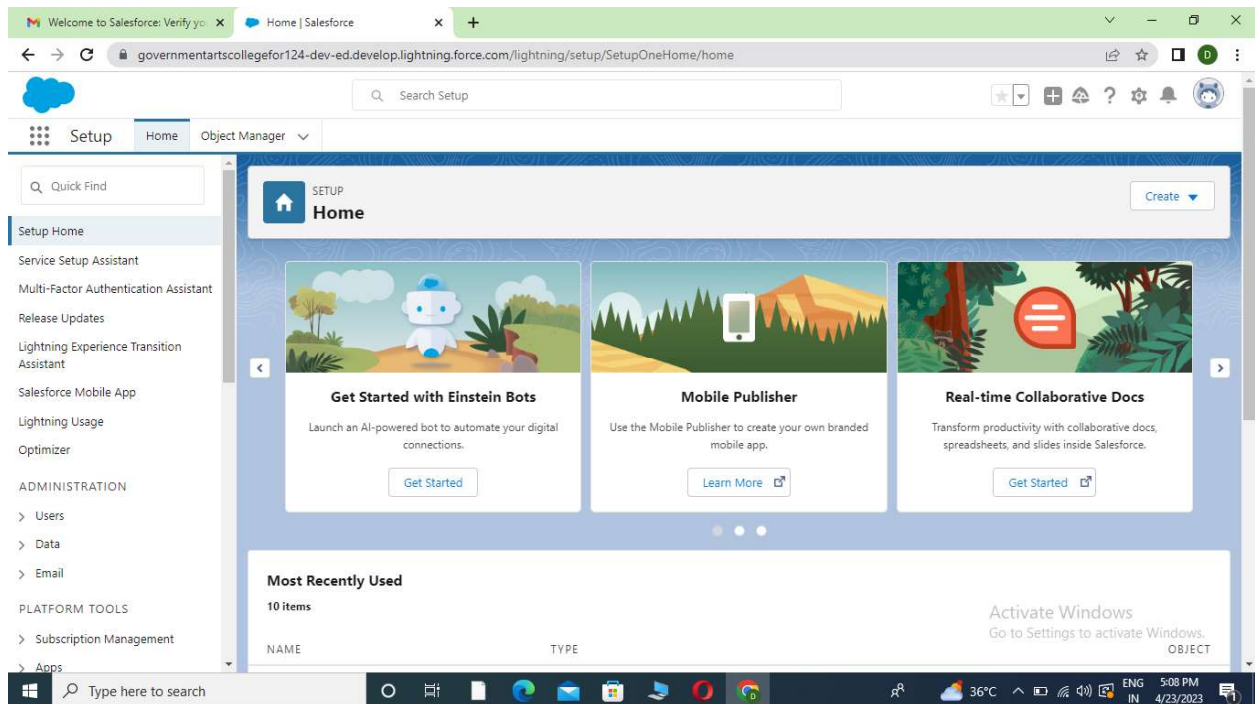 Welcome to Salesforce: Verify yo
Home | Salesforce
governmentartscollegefor124-dev-ed.develop.lightning.force.com/lightning/setup/SetupOneHome/home
D
Search Setup
Setup
Home
Object Manager
Quick Find
Setup Home
Service Setup Assistant
Multi-Factor Authentication Assistant
Release Updates
Lightning Experience Transition
Assistant
Salesforce Mobile App
Lightning Usage
Optimizer
ADMINISTRATION
Users
Data
Email
PLATFORM TOOLS
Subscription Management
Apps
SETUP
Home
Create
Get Started with Einstein Bots
Launch an AI-powered bot to automate your digital
connections.
Get Started
Mobile Publisher
Use the Mobile Publisher to create your own branded
mobile app.
Learn More
Real-time Collaborative Docs
Transform productivity with collaborative docs,
spreadsheets, and slides inside Salesforce.
Get Started
Most Recently Used
10 items
NAME
TYPE
OBJECT
Activate Windows
Go to Settings to activate Windows.
Type here to search
36°C
ENG
IN
5:08 PM
4/23/2023